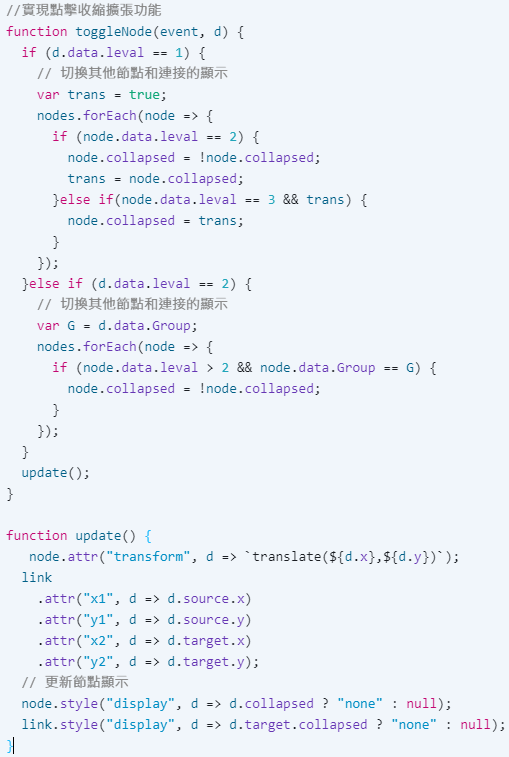 //實現點擊收縮擴張功能
function toggleNode(event, d) {
  if (d.data.leval == 1) {
    // 切換其他節點和連接的顯示
    var trans = true;
    nodes.forEach(node => {
      if (node.data.leval == 2) {
        node.collapsed = !node.collapsed;
        trans = node.collapsed;
      }else if(node.data.leval == 3 && trans) {
        node.collapsed = trans;
      }
    });
  }else if (d.data.leval == 2) {
    // 切換其他節點和連接的顯示
    var G = d.data.Group;
    nodes.forEach(node => {
      if (node.data.leval > 2 && node.data.Group == G) {
        node.collapsed = !node.collapsed;
      }
    });
  }
  update();
}

function update() {
   node.attr("transform", d => `translate(${d.x},${d.y})`);
  link
    .attr("x1", d => d.source.x)
    .attr("y1", d => d.source.y)
    .attr("x2", d => d.target.x)
    .attr("y2", d => d.target.y);
  // 更新節點顯示
  node.style("display", d => d.collapsed ? "none" : null);
  link.style("display", d => d.target.collapsed ? "none" : null);
}